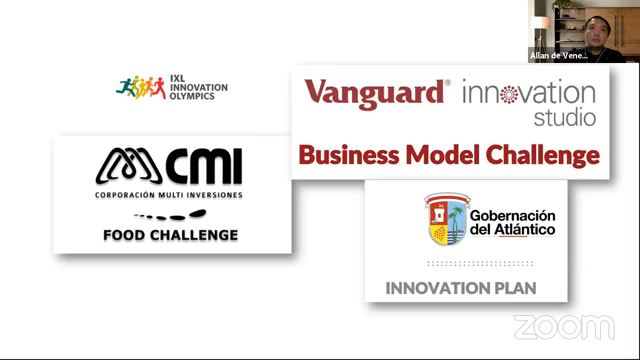 Allan de Vene...
IXL
INNOVATION
OLYMPICS
Vanguard® innovation
studio
Business Model Challenge
CMI
CORPORACIÓN MULTI INVERSIONES
FOOD CHALLENGE
Gobernación
del Atlántico
INNOVATION PLAN
zoom